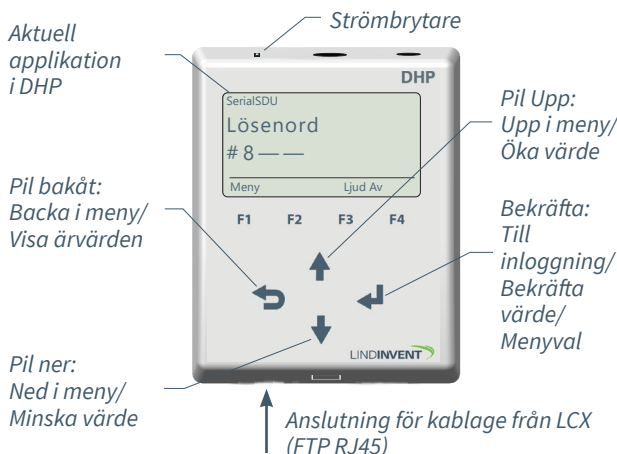 Strömbrytare
Aktuell
applikation
i DHP
DHP
SerialSDU
Lösenord
# 8 — —
Meny Ljud Av
F1 F2 F3 F4
LINDINVENT
Pil Upp:
Upp i meny/
Öka värde
Pil bakåt:
Backa i meny/
Visa ärvärden
Bekräfta:
Till
inloggning/
Bekräfta
värde/
Menyval
Pil ner:
Ned i meny/
Minska värde
Anslutning för kablage från LCX
(FTP RJ45)